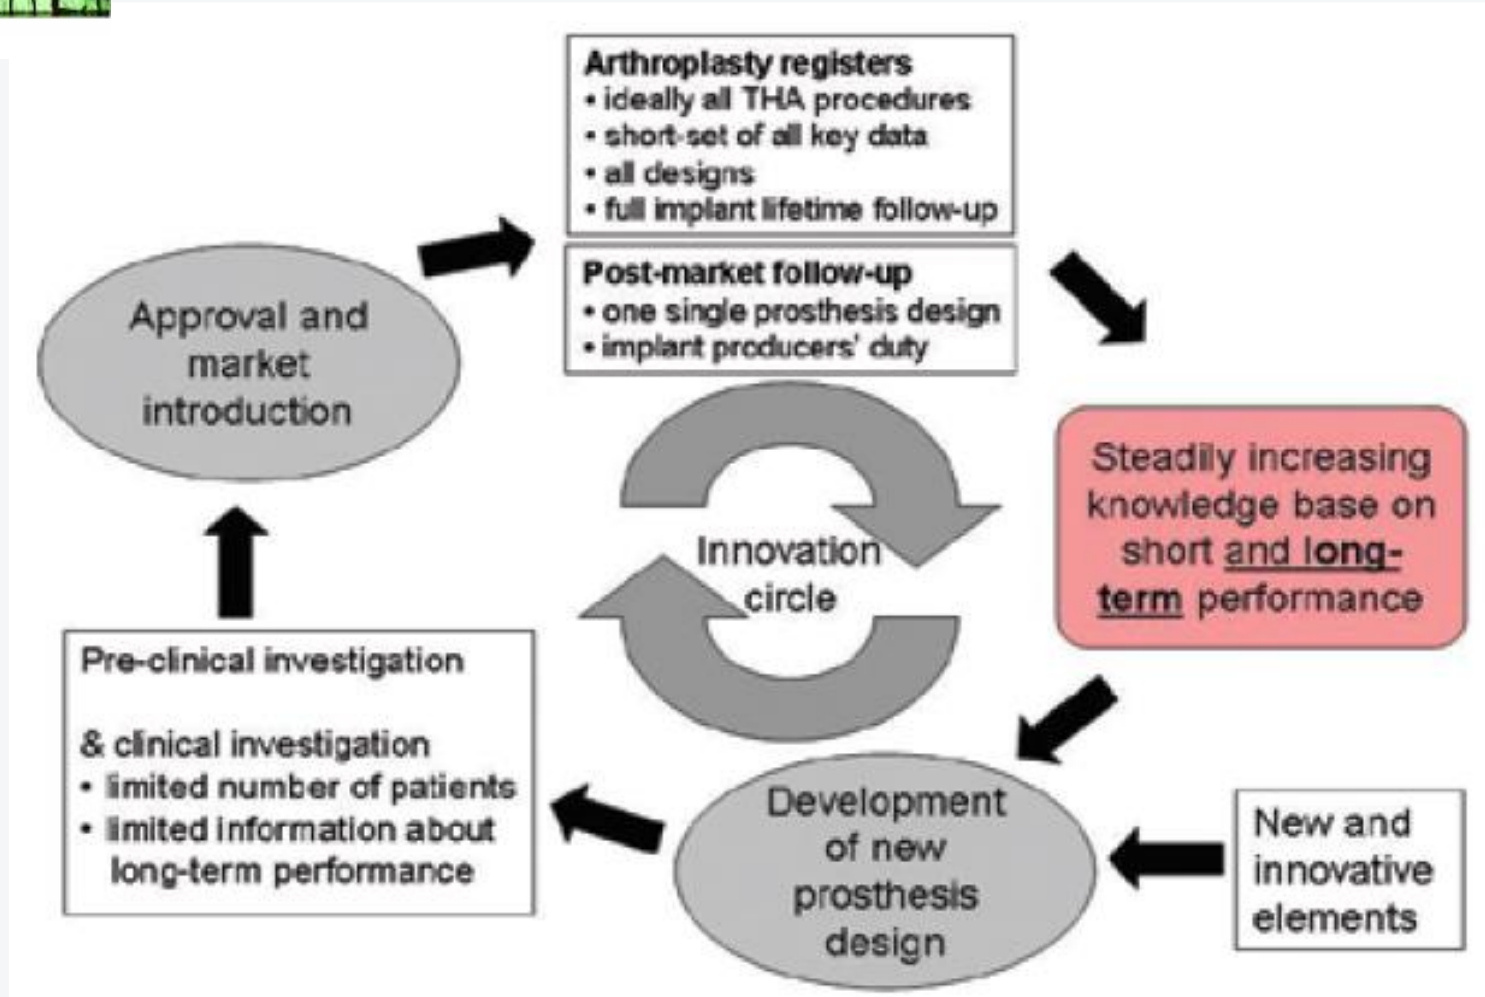 Arthroplasty registers
• ideally all THA procedures
• short-set of all key data
• all designs
• full implant lifetime follow-up
Post-market follow-up
• one single prosthesis design
• implant producers' duty
Approval and
market
introduction
Steadily increasing
knowledge base on
short and long-
term performance
Innovation
circle
Pre-clinical investigation
& clinical investigation
• limited number of patients
• limited information about
long-term performance
Development
of new
prosthesis
design
New and
innovative
elements